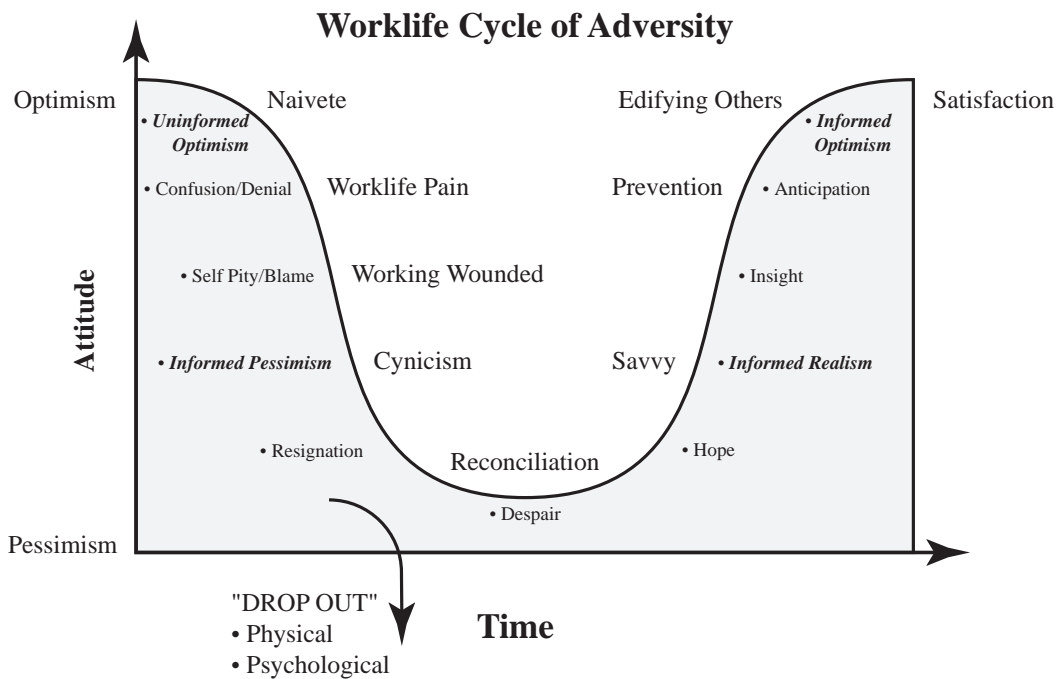 Worklife Cycle of Adversity
Optimism
Naivete
Edifying Others
Satisfaction
• Uninformed
Optimism
• Informed
Optimism
• Confusion/Denial
Worklife Pain
Prevention
• Anticipation
Attitude
• Self Pity/Blame
Working Wounded
• Insight
• Informed Pessimism
Cynicism
Savvy
• Informed Realism
• Resignation
Reconciliation
• Hope
• Despair
Pessimism
"DROP OUT"
• Physical
• Psychological
Time